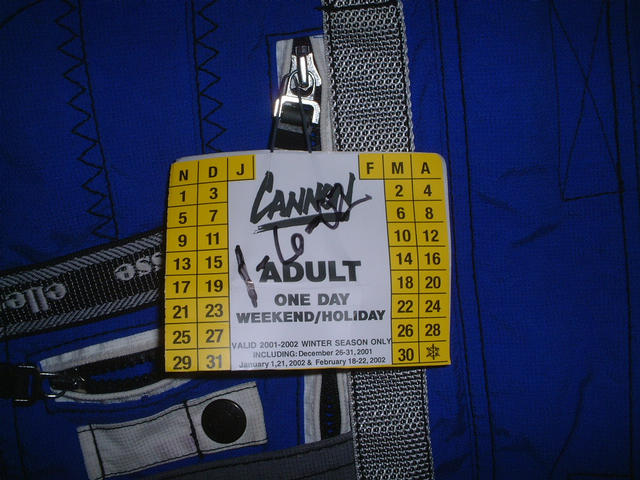 N D J F M A
1 3 2 4
5 7 6 8
9 11 10 12
13 15 14 16
17 19 18 20
21 23 22 24
25 27 26 28
29 31 30
CANNON
ADULT
ONE DAY
WEEKEND/HOLIDAY
VALID 2001-2002 WINTER SEASON ONLY
INCLUDING: December 26-31, 2001
January 1,21, 2002 & February 18-22, 2002
elle
sse